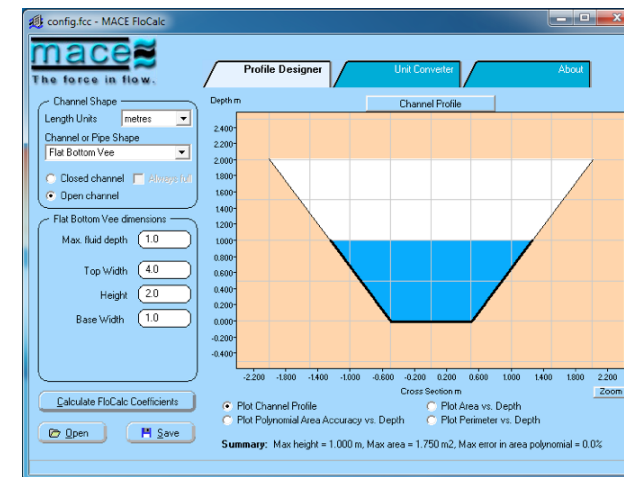 config.fcc - MACE FloCalc
mace
The force in flow.
Profile Designer
Unit Converter
About
Channel Shape
Length Units metres
Channel or Pipe Shape
Flat Bottom Vee
Closed channel Always full
Open channel
Flat Bottom Vee dimensions
Max. fluid depth 1.0
Top Width 4.0
Height 2.0
Base Width 1.0
Calculate FloCalc Coefficients
Open Save
Depth m
Channel Profile
2.400
2.200
2.000
1.800
1.600
1.400
1.200
1.000
0.800
0.600
0.400
0.200
0.000
-0.200
-0.400
-2.200 -1.800 -1.400 -1.000 -0.600 -0.200 0.200 0.600 1.000 1.400 1.800 2.200
Cross Section m
Zoom
Plot Channel Profile Plot Area vs. Depth
Plot Polynomial Area Accuracy vs. Depth Plot Perimeter vs. Depth
Summary: Max height = 1.000 m, Max area = 1.750 m2, Max error in area polynomial = 0.0%